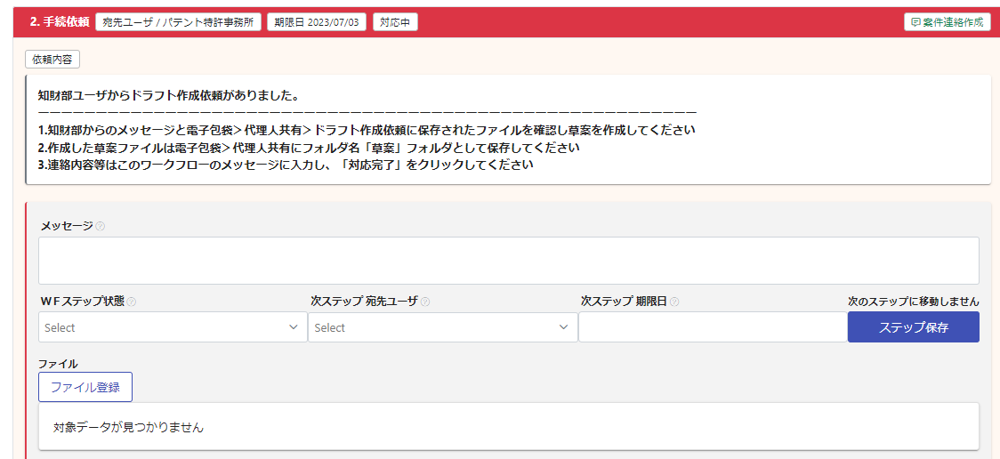 2. 手続依頼 宛先ユーザ / パテント特許事務所 期限日 2023/07/03 対応中 案件連絡作成
依頼内容
知財部ユーザからドラフト作成依頼がありました。
ーーーーーーーーーーーーーーーーーーーーーーーーーーーーーーーーーーーーーーーーーーーーーーーーーーーーーーーーー
1.知財部からのメッセージと電子包袋＞代理人共有＞ドラフト作成依頼に保存されたファイルを確認し草案を作成してください
2.作成した草案ファイルは電子包袋＞代理人共有にフォルダ名「草案」フォルダとして保存してください
3.連絡内容等はこのワークフローのメッセージに入力し、「対応完了」をクリックしてください
メッセージ
ＷＦステップ状態 次ステップ 宛先ユーザ 次ステップ 期限日 次のステップに移動しません
Select Select ステップ保存
ファイル
ファイル登録
対象データが見つかりません